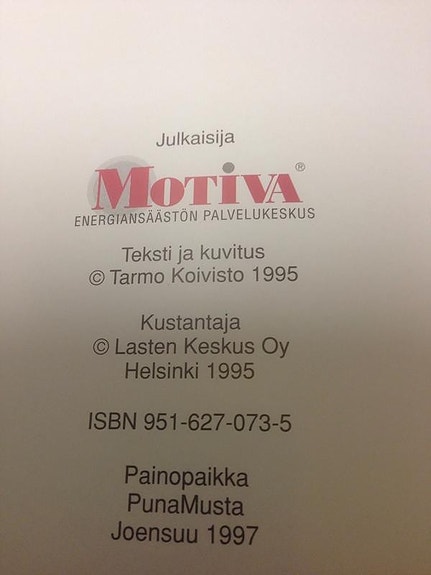 Julkaisija
MOTIVA®
ENERGIANSÄÄSTÖN PALVELUKESKUS
Teksti ja kuvitus
© Tarmo Koivisto 1995
Kustantaja
© Lasten Keskus Oy
Helsinki 1995
ISBN 951-627-073-5
Painopaikka
PunaMusta
Joensuu 1997